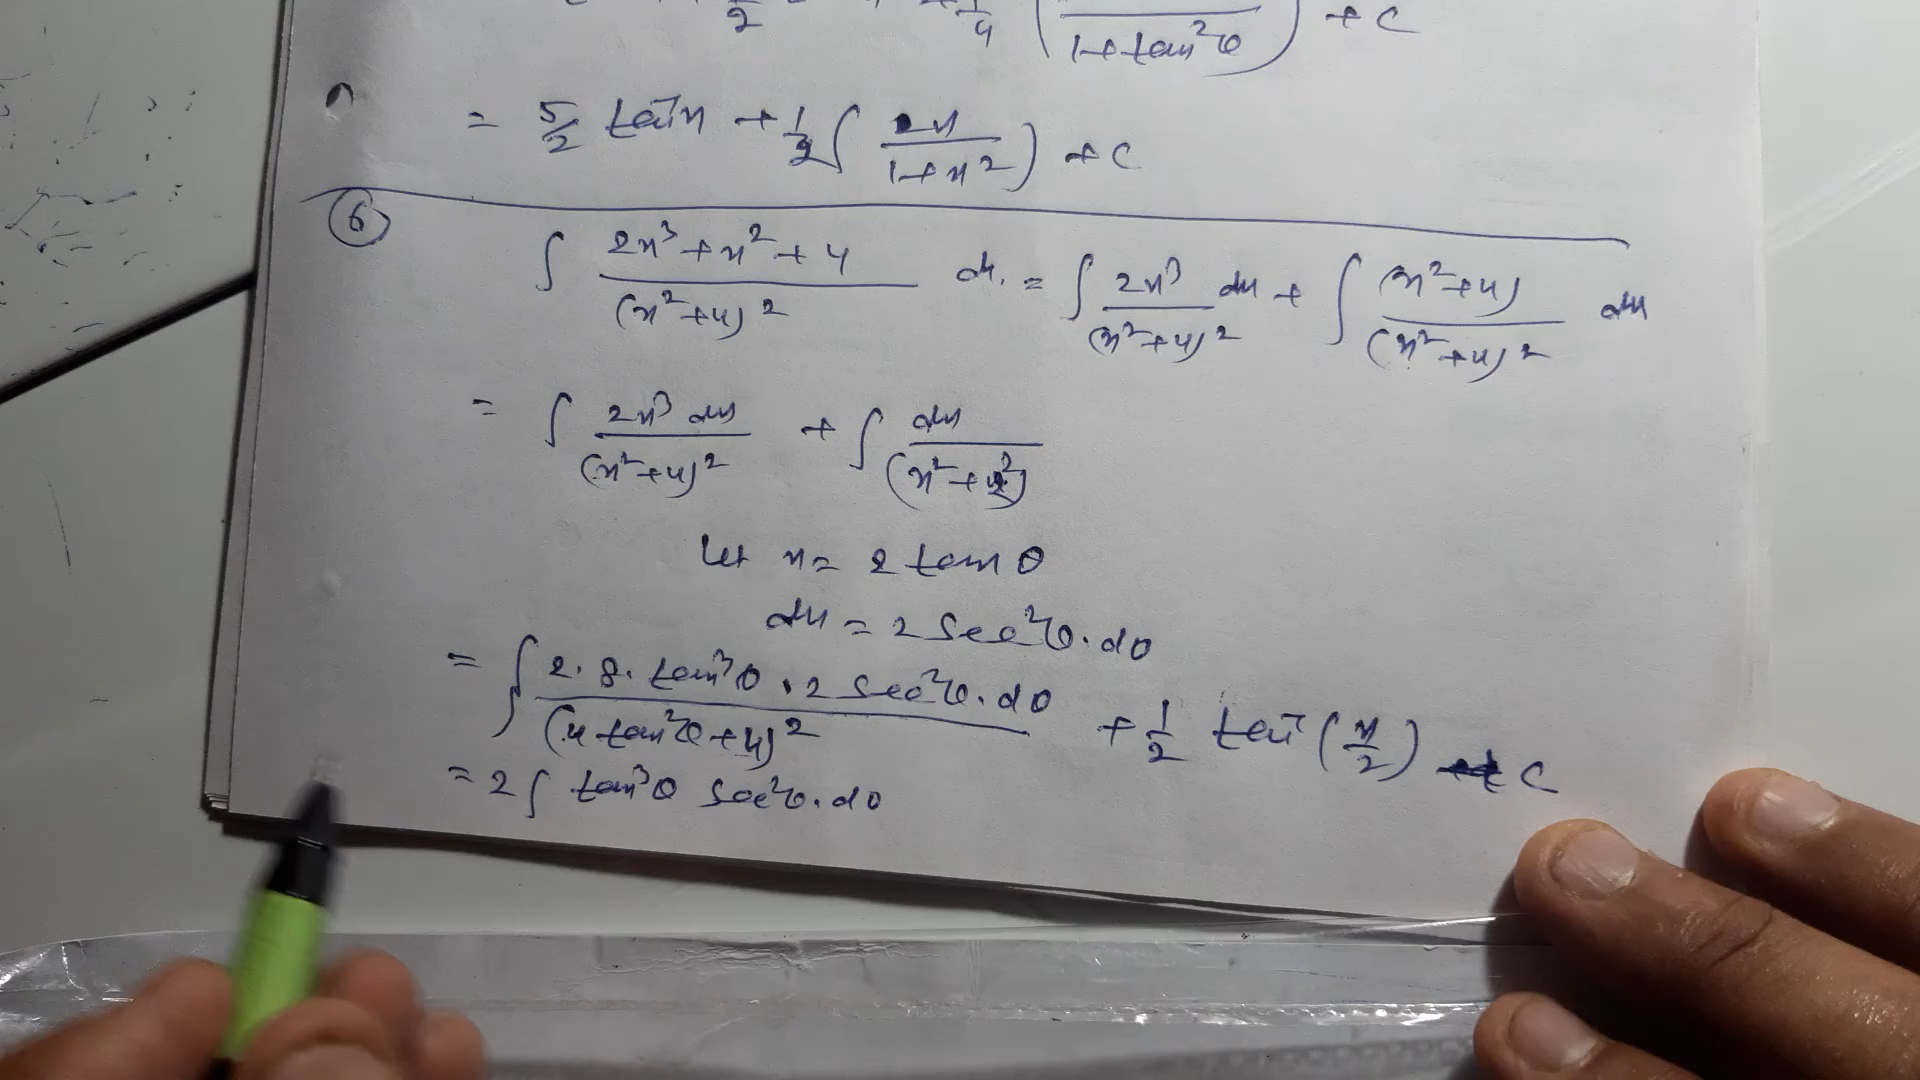 1+tan²θ ) + C
= 5/2 tan⁻¹x + 1/2 ( 2x / 1+x² ) + C
6
∫ 2x³+x²+4 / (x²+4)² dx. = ∫ 2x³ / (x²+4)² dx + ∫ (x²+4) / (x²+4)² dx
= ∫ 2x³ dx / (x²+4)² + ∫ dx / (x²+2²)
Let x = 2 tan θ
dx = 2 sec²θ. dθ
= ∫ 2. 8. tan³θ . 2 sec²θ. dθ / (4 tan²θ+4)² + 1/2 tan⁻¹ (x/2) + C
= 2 ∫ tan³θ sec²θ. dθ